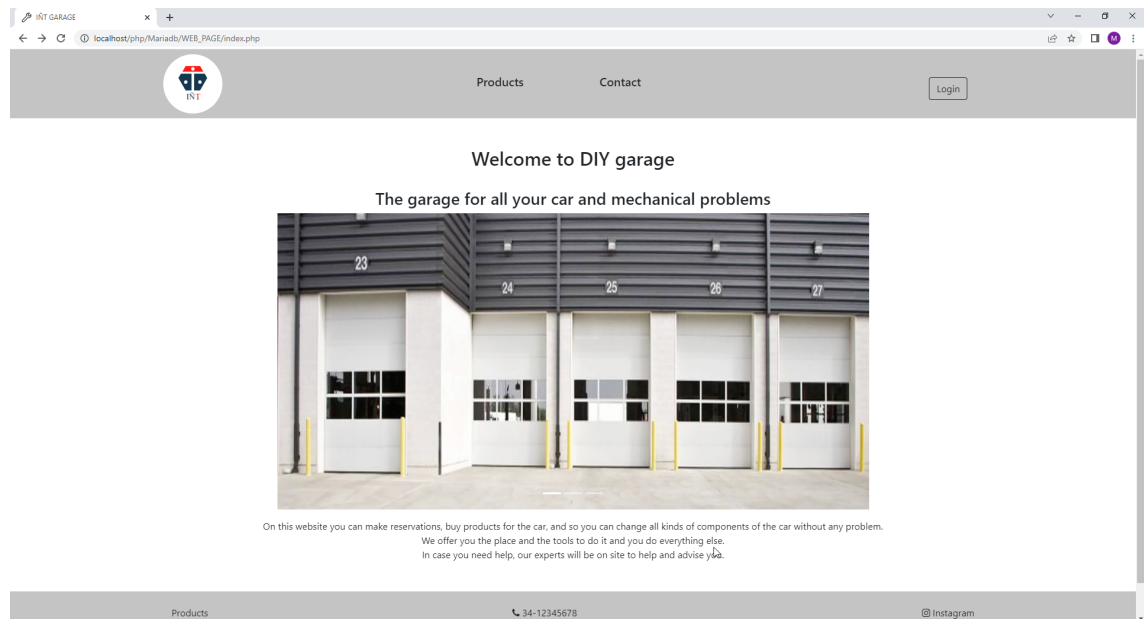 IÑT GARAGE
localhost/php/Mariadb/WEB_PAGE/index.php
M
IÑT
Products
Contact
Login
Welcome to DIY garage
The garage for all your car and mechanical problems
23
24
25
26
27
On this website you can make reservations, buy products for the car, and so you can change all kinds of components of the car without any problem.
We offer you the place and the tools to do it and you do everything else.
In case you need help, our experts will be on site to help and advise you.
Products
34-12345678
Instagram